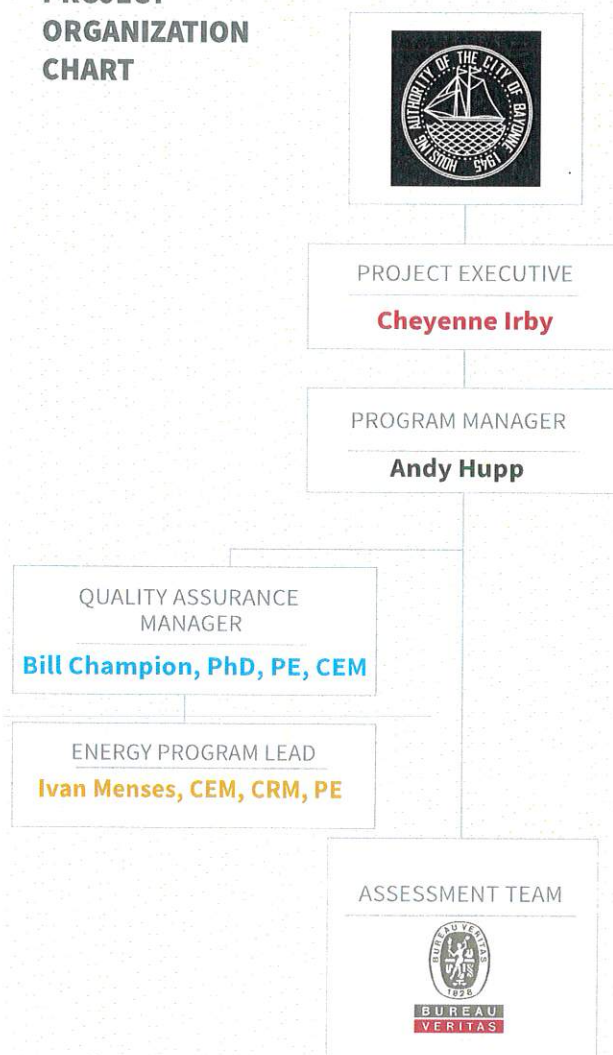 PROJECT
ORGANIZATION
CHART
HOUSING AUTHORITY OF THE CITY OF BAYONNE 1945
PROJECT EXECUTIVE
Cheyenne Irby
PROGRAM MANAGER
Andy Hupp
QUALITY ASSURANCE
MANAGER
Bill Champion, PhD, PE, CEM
ENERGY PROGRAM LEAD
Ivan Menses, CEM, CRM, PE
ASSESSMENT TEAM
BUREAU VERITAS
1828
BUREAU
VERITAS